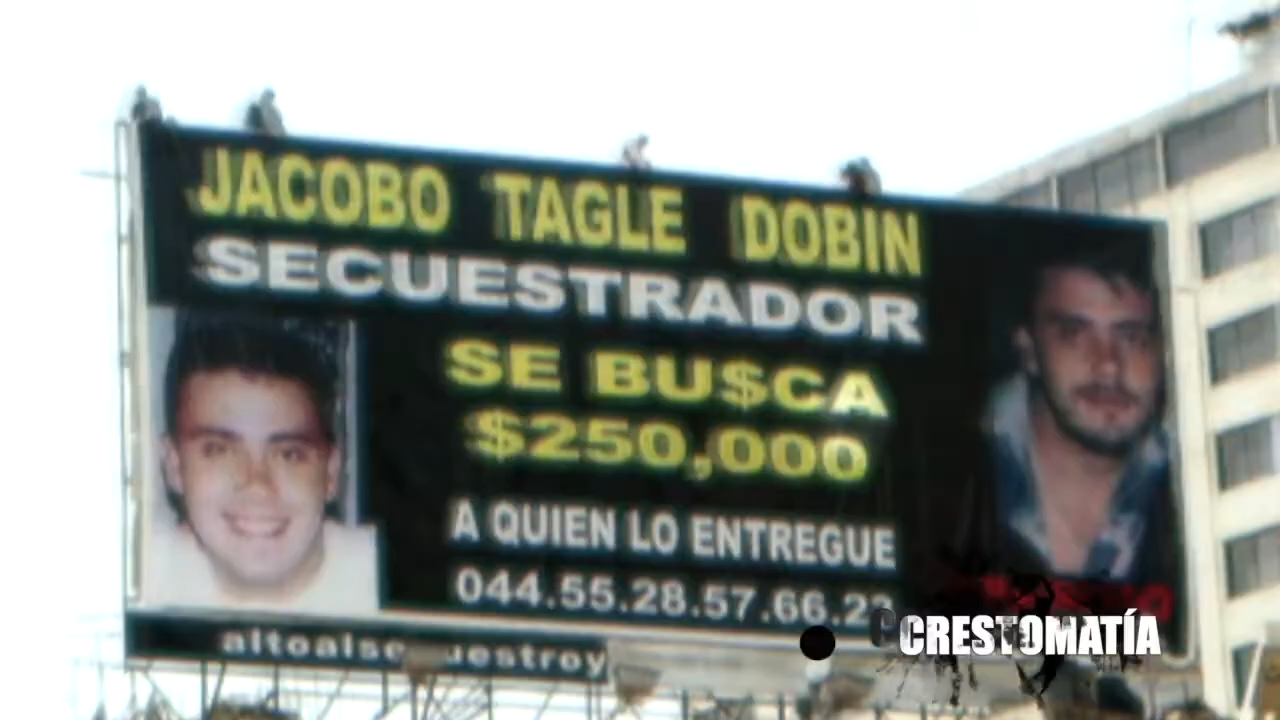 JACOBO TAGLE DOBIN
SECUESTRADOR
SE BU$CA
$250,000
A QUIEN LO ENTREGUE
044.55.28.57.66.22
CRESTOMATÍA